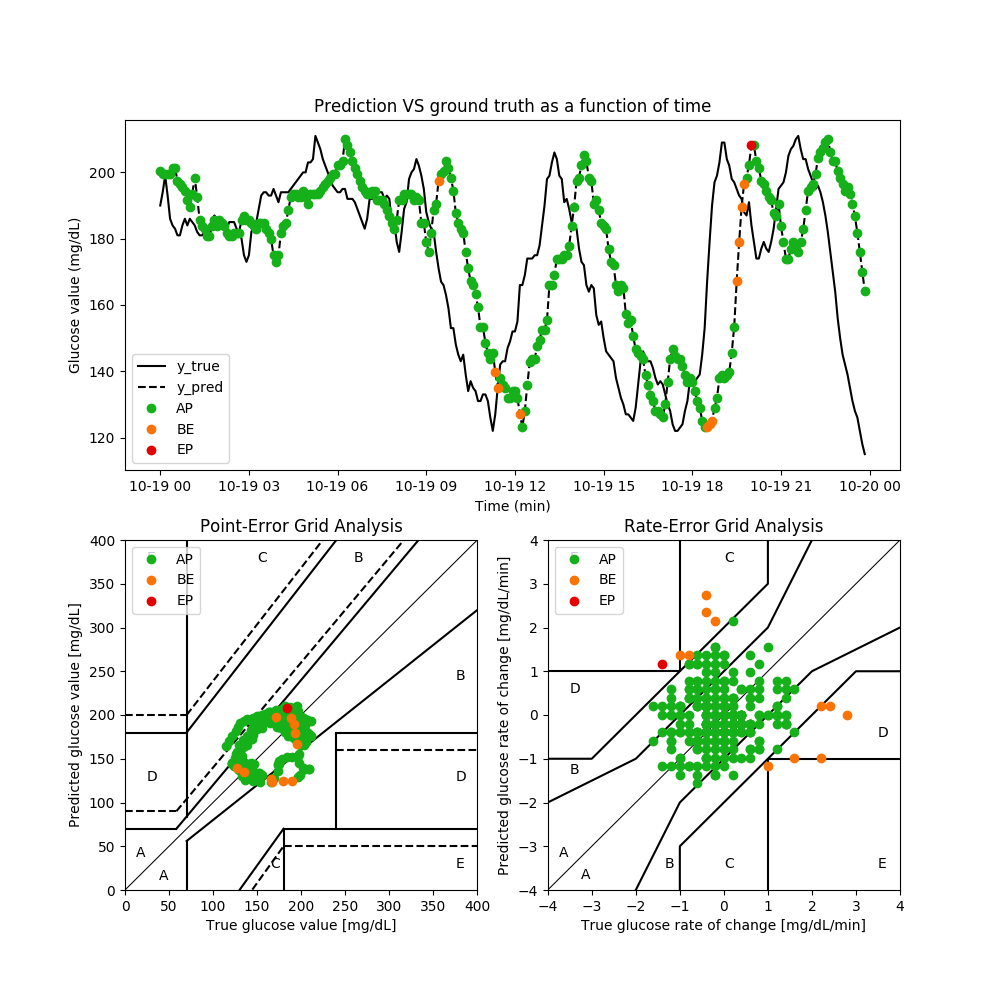 Prediction VS ground truth as a function of time
Glucose value (mg/dL)
200
180
160
140
120
y_true
y_pred
AP
BE
EP
10-19 00 10-19 03 10-19 06 10-19 09 10-19 12 10-19 15 10-19 18 10-19 21 10-20 00
Time (min)
Point-Error Grid Analysis
Predicted glucose value [mg/dl]
400
350
300
250
200
150
100
50
0
AP
BE
EP
C
B
B
D
D
A
A
C
E
0 50 100 150 200 250 300 350 400
True glucose value [mg/dL]
Rate-Error Grid Analysis
Predicted glucose rate of change [mg/dL/min]
4
3
2
1
0
−1
−2
−3
−4
AP
BE
EP
C
D
D
B
A
A
B
C
E
−4 −3 −2 −1 0 1 2 3 4
True glucose rate of change [mg/dL/min]